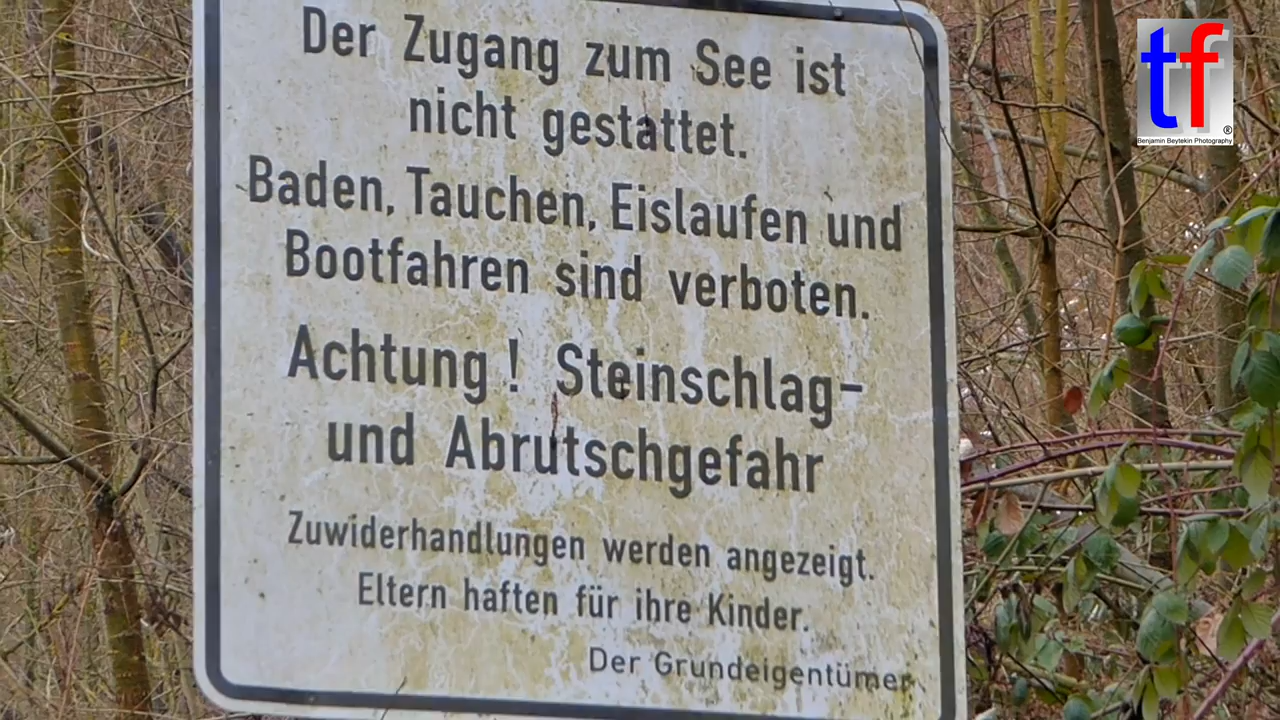 Der Zugang zum See ist
nicht gestattet.
Baden, Tauchen, Eislaufen und
Bootfahren sind verboten.
Achtung! Steinschlag-
und Abrutschgefahr
Zuwiderhandlungen werden angezeigt.
Eltern haften für ihre Kinder.
Der Grundeigentümer
tf
®
Benjamin Beytekin Photography